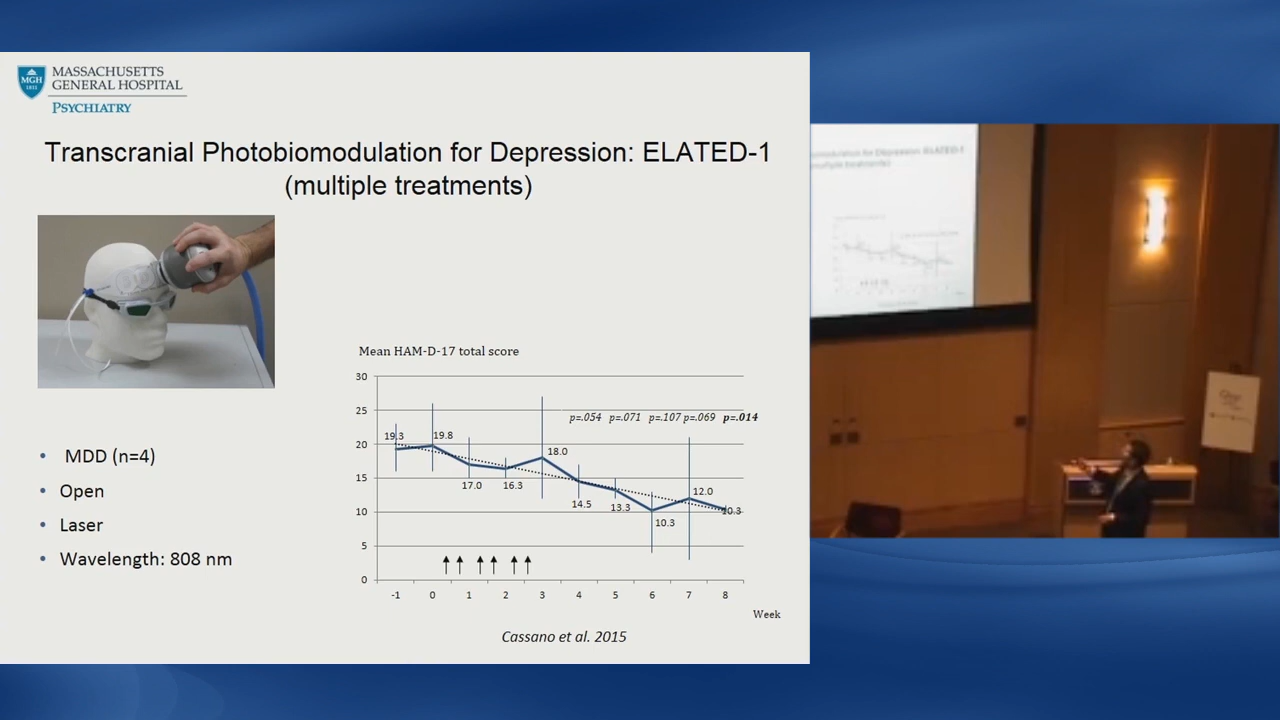 MGH
1811
MASSACHUSETTS
GENERAL HOSPITAL
PSYCHIATRY
Transcranial Photobiomodulation for Depression: ELATED-1
(multiple treatments)
• MDD (n=4)
• Open
• Laser
• Wavelength: 808 nm
Mean HAM-D-17 total score
30
25
20
15
10
5
0
p=.054 p=.071 p=.107 p=.069 p=.014
19.3 19.8 17.0 16.3 18.0 14.5 13.3 10.3 12.0 10.3
-1 0 1 2 3 4 5 6 7 8
Week
Cassano et al. 2015